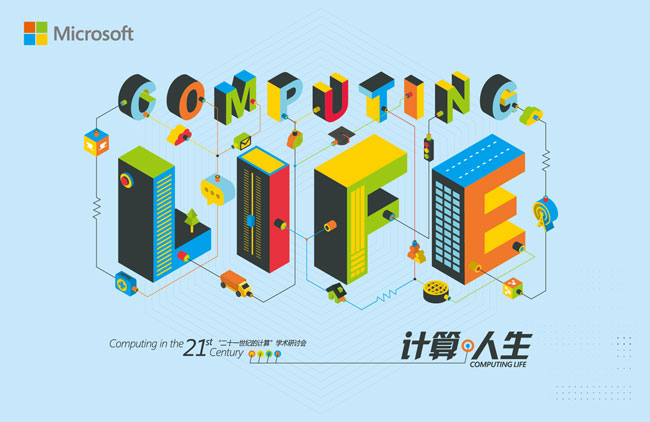 Microsoft
COMPUTING
LIFE
Computing in the 21st Century
"二十一世纪的计算" 学术研讨会
计算 人生
COMPUTING LIFE